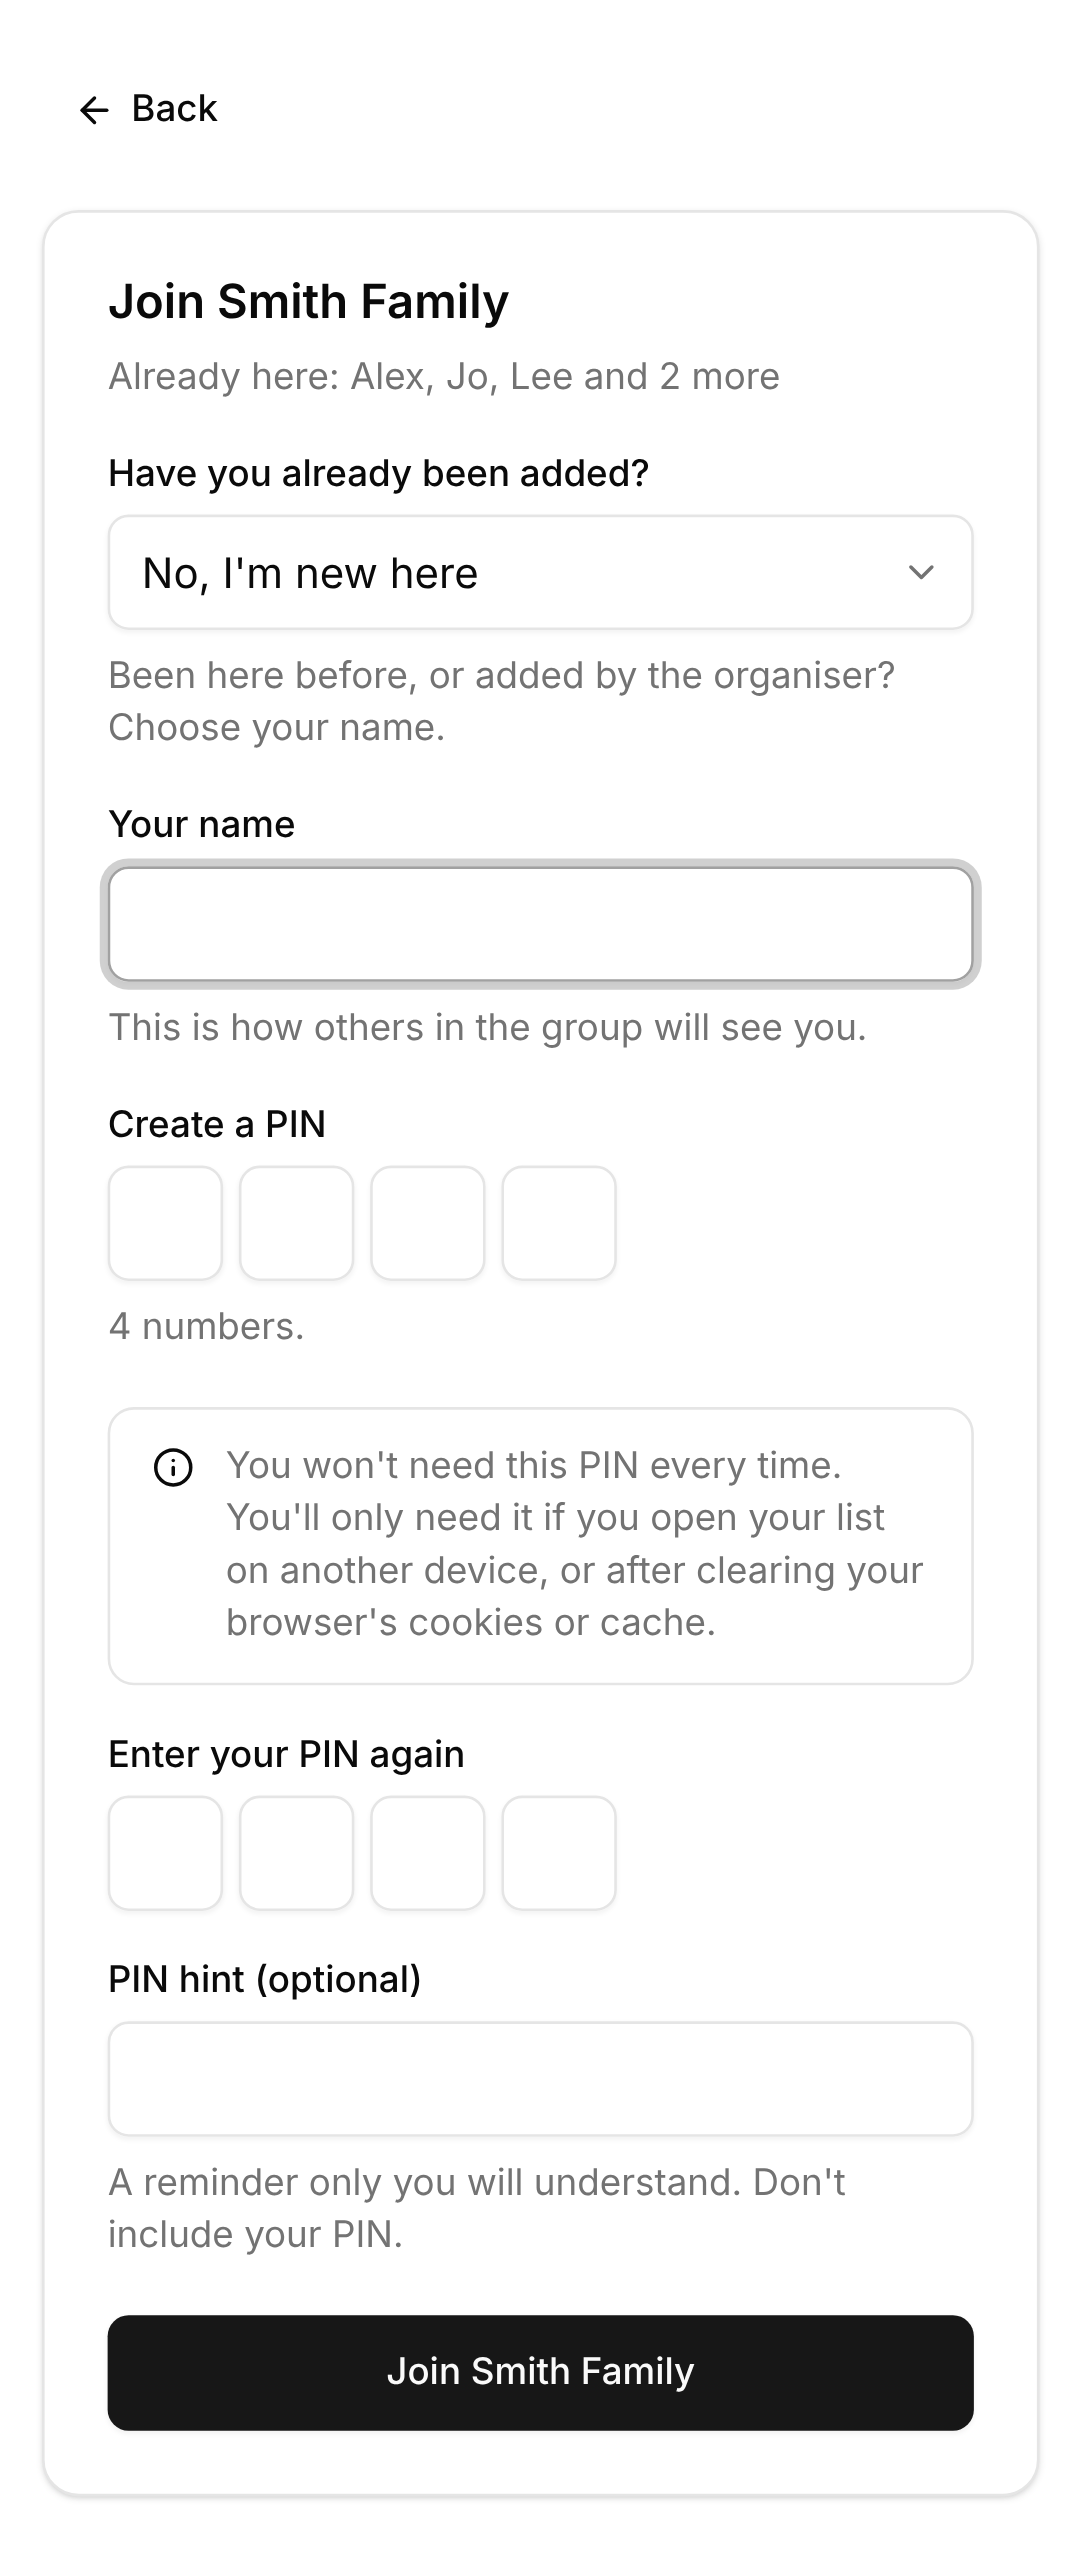 Back
Join Smith Family
Already here: Alex, Jo, Lee and 2 more
Have you already been added?
No, I'm new here
Been here before, or added by the organiser?
Choose your name.
Your name
This is how others in the group will see you.
Create a PIN
4 numbers.
You won't need this PIN every time.
You'll only need it if you open your list
on another device, or after clearing your
browser's cookies or cache.
Enter your PIN again
PIN hint (optional)
A reminder only you will understand. Don't
include your PIN.
Join Smith Family